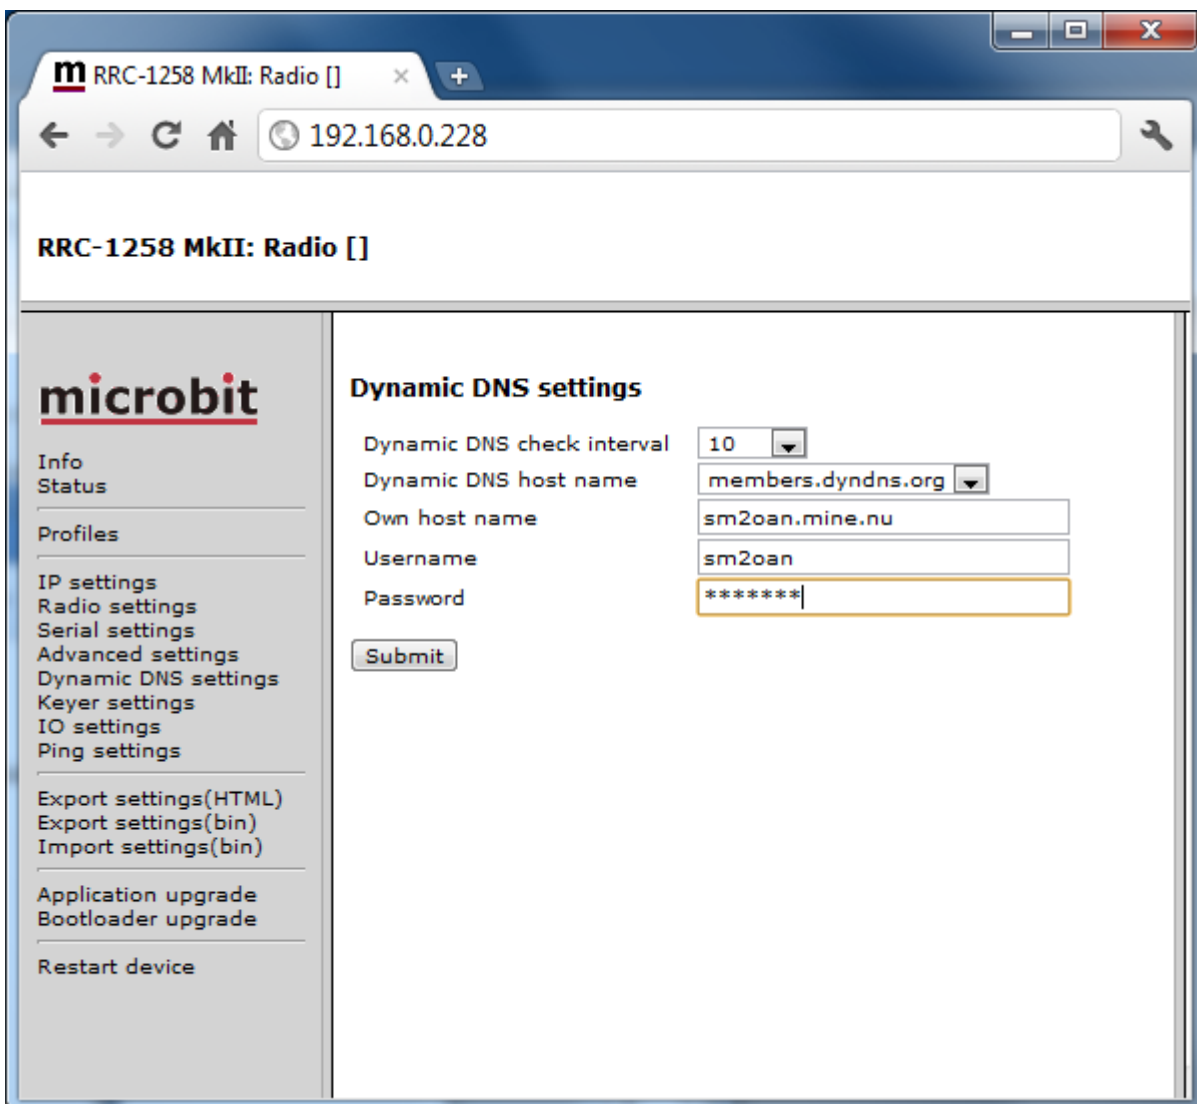 m RRC-1258 MkII: Radio []
192.168.0.228
RRC-1258 MkII: Radio []
microbit
Info
Status
Profiles
IP settings
Radio settings
Serial settings
Advanced settings
Dynamic DNS settings
Keyer settings
IO settings
Ping settings
Export settings(HTML)
Export settings(bin)
Import settings(bin)
Application upgrade
Bootloader upgrade
Restart device
Dynamic DNS settings
Dynamic DNS check interval 10
Dynamic DNS host name members.dyndns.org
Own host name sm2oan.mine.nu
Username sm2oan
Password *******
Submit